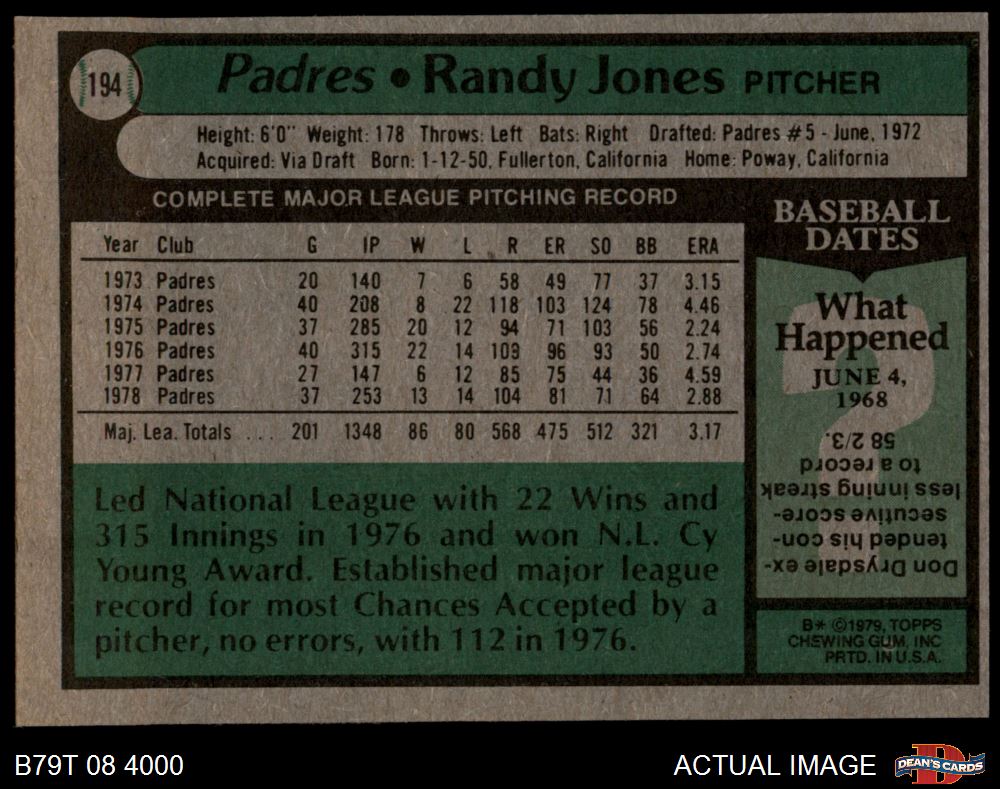 194
Padres • Randy Jones PITCHER
Height: 6'0" Weight: 178 Throws: Left Bats: Right Drafted: Padres #5 - June, 1972
Acquired: Via Draft Born: 1-12-50, Fullerton, California Home: Poway, California
COMPLETE MAJOR LEAGUE PITCHING RECORD
Year Club G IP W L R ER SO BB ERA
1973 Padres 20 140 7 6 58 49 77 37 3.15
1974 Padres 40 208 8 22 118 103 124 78 4.46
1975 Padres 37 285 20 12 94 71 103 56 2.24
1976 Padres 40 315 22 14 109 96 93 50 2.74
1977 Padres 27 147 6 12 85 75 44 36 4.59
1978 Padres 37 253 13 14 104 81 71 64 2.88
Maj. Lea. Totals ... 201 1348 86 80 568 475 512 321 3.17
Led National League with 22 Wins and
315 Innings in 1976 and won N.L. Cy
Young Award. Established major league
record for most Chances Accepted by a
pitcher, no errors, with 112 in 1976.
BASEBALL
DATES
What
Happened
JUNE 4,
1968
Don Drysdale ex-
tended his con-
secutive score-
less inning streak
to a record
58 2/3.
B* ©1979, TOPPS
CHEWING GUM, INC
PRTD. IN U.S.A.
B79T 08 4000
ACTUAL IMAGE
DEAN'S CARDS